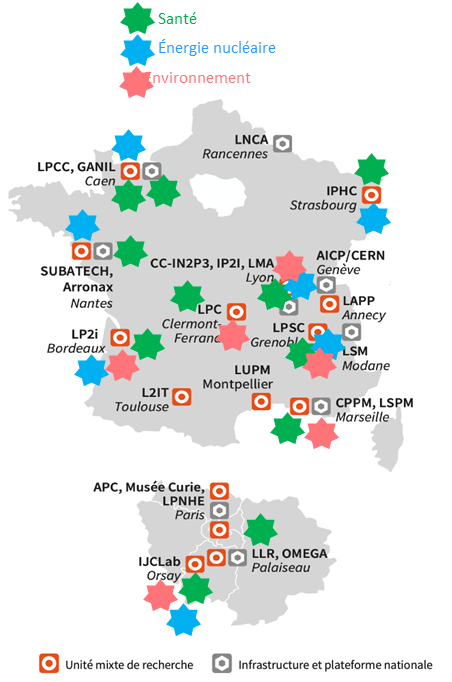 Santé
Énergie nucléaire
Environnement
LNCA
Rancennes
LPCC, GANIL
Caen
IPHC
Strasbourg
SUBATECH,
Arronax
Nantes
CC-IN2P3, IP2I, LMA
Lyon
AICP/CERN
Genève
LAPP
Annecy
LPC
Clermont-
Ferrand
LPSC
Grenoble
LSM
Modane
LP2i
Bordeaux
LUPM
Montpellier
L2IT
Toulouse
CPPM, LSPM
Marseille
APC, Musée Curie,
LPNHE
Paris
IJCLab
Orsay
LLR, OMEGA
Palaiseau
Unité mixte de recherche
Infrastructure et plateforme nationale